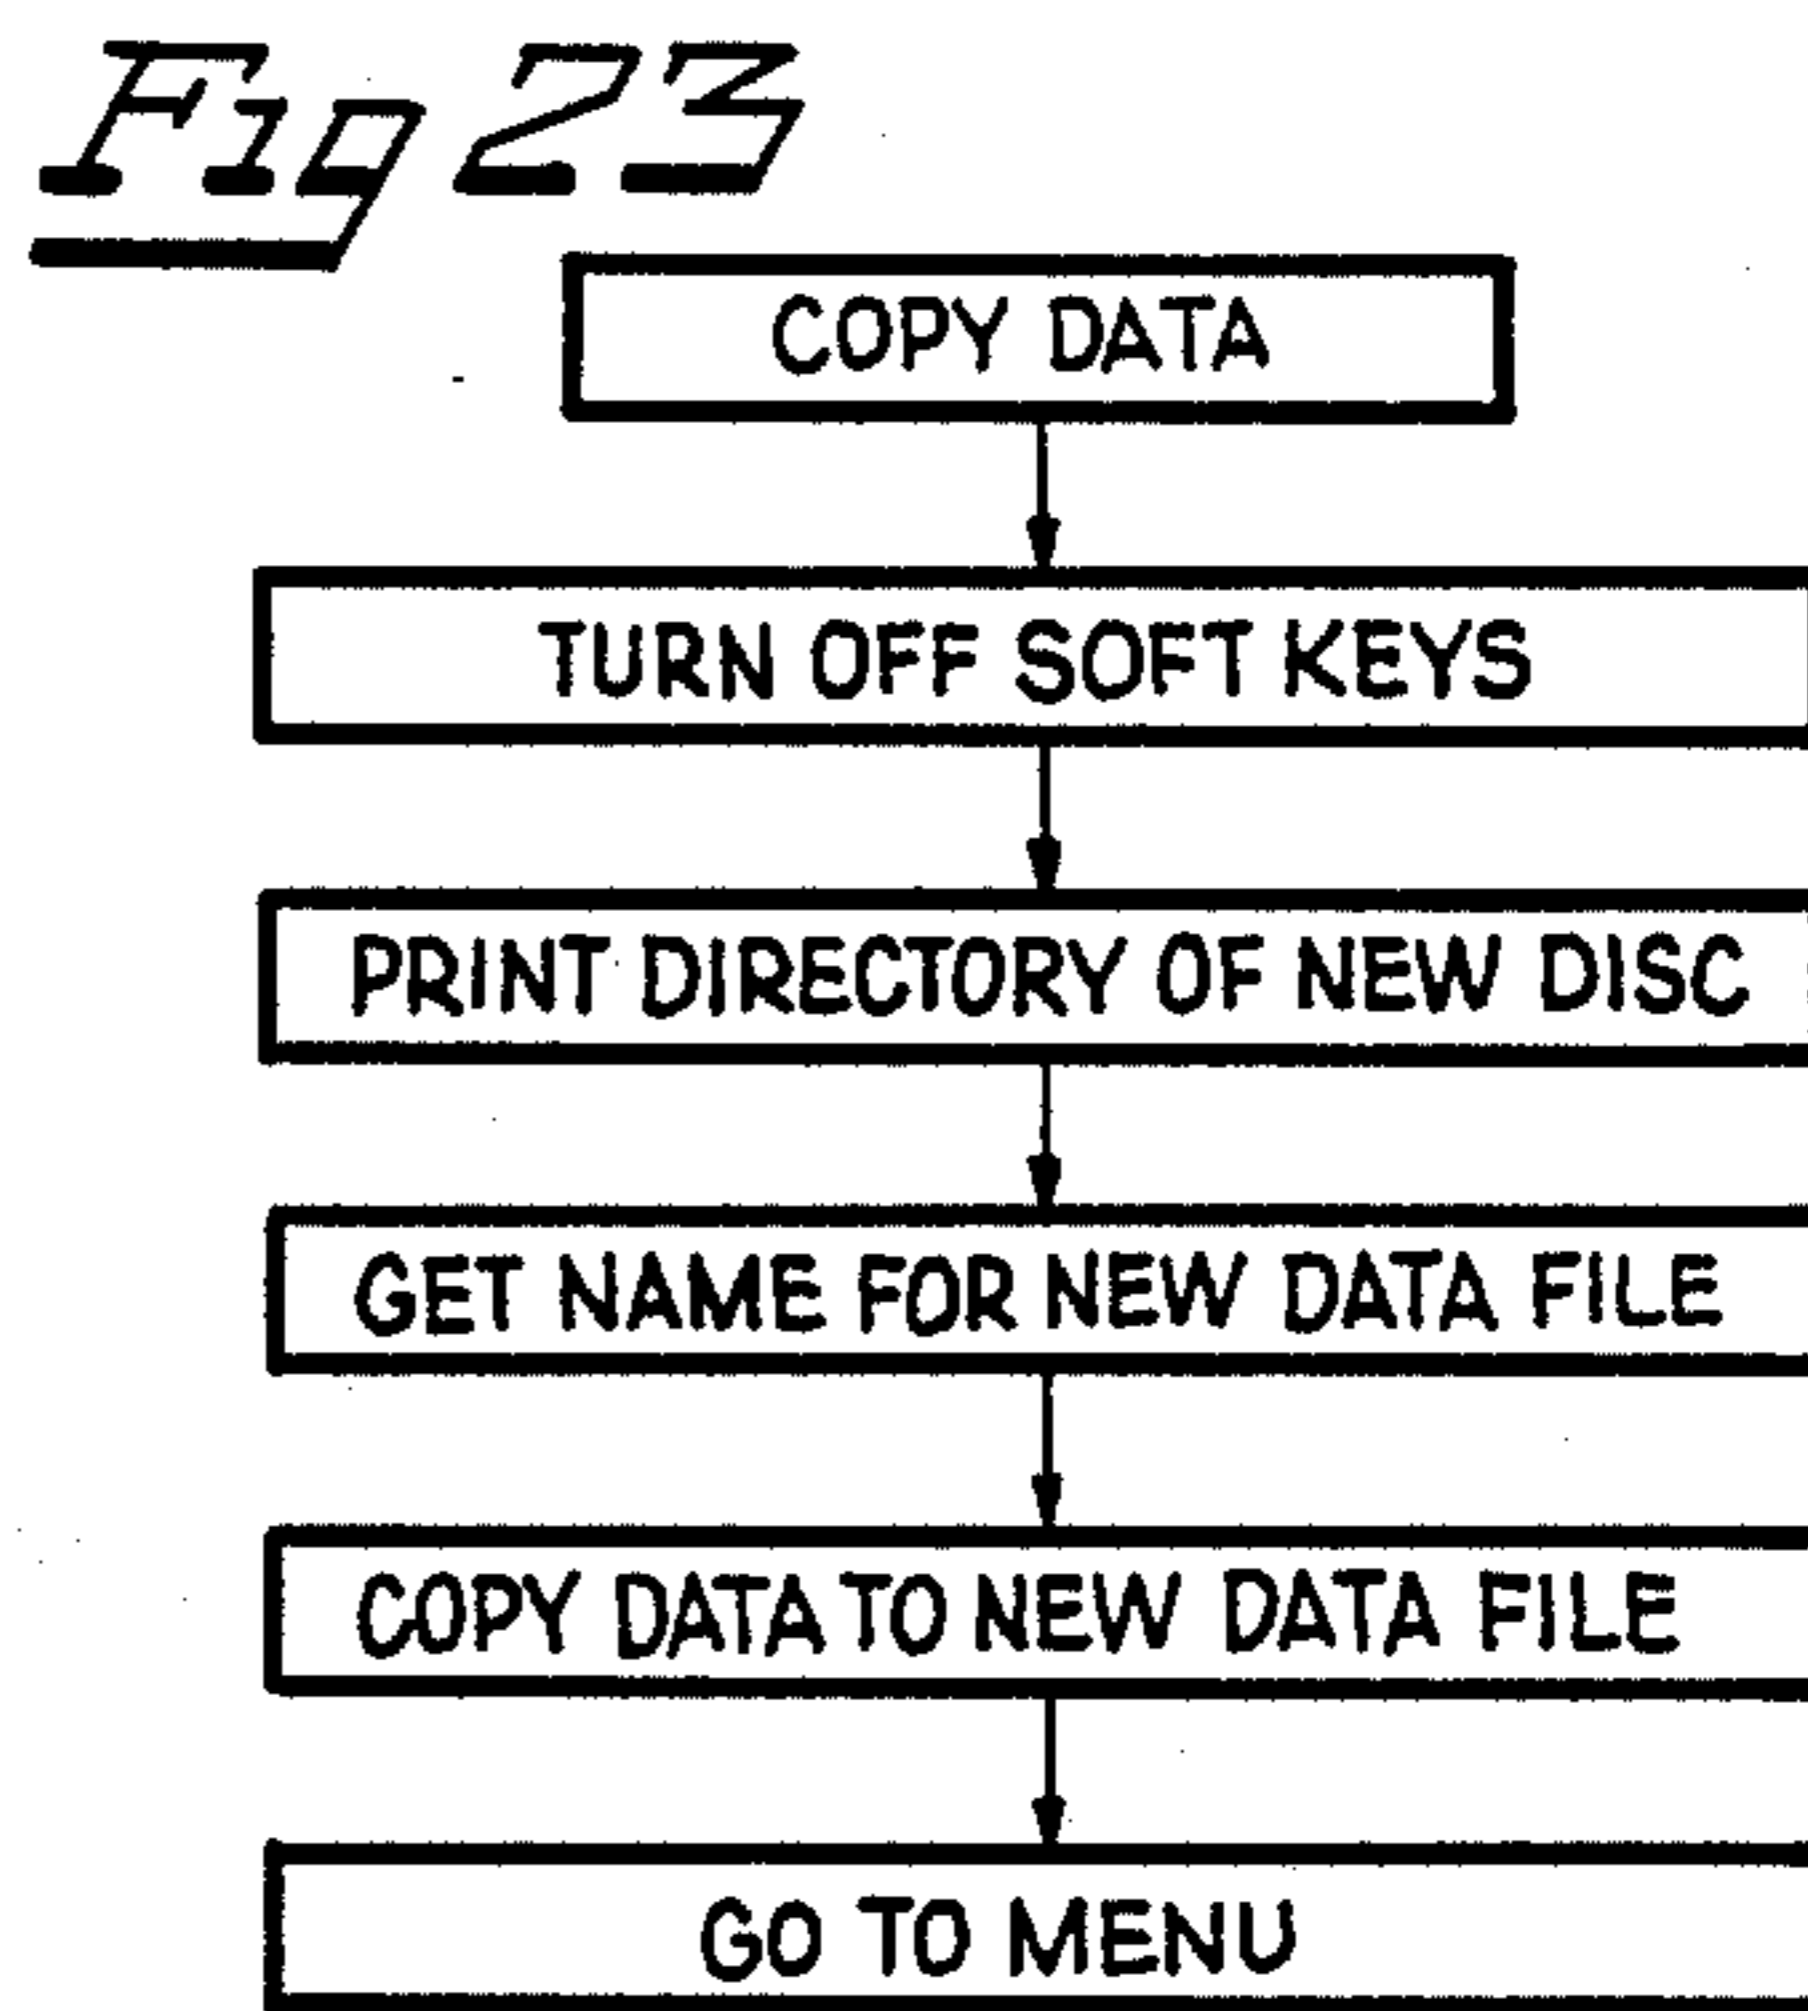 Fig 23
COPY DATA
TURN OFF SOFT KEYS
PRINT DIRECTORY OF NEW DISC
GET NAME FOR NEW DATA FILE
COPY DATA TO NEW DATA FILE
GO TO MENU